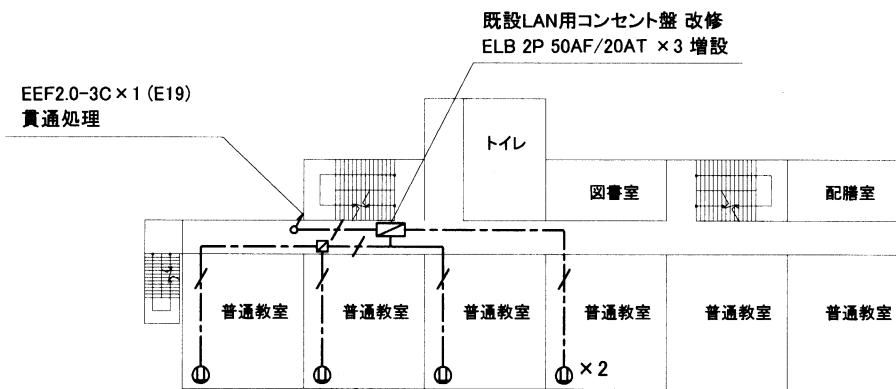 既設LAN用コンセント盤 改修
ELB 2P 50AF/20AT ×3 増設
EEF2.0-3C×1 (E19)
貫通処理
トイレ
図書室
配膳室
普通教室
普通教室
普通教室
普通教室
普通教室
普通教室
×2